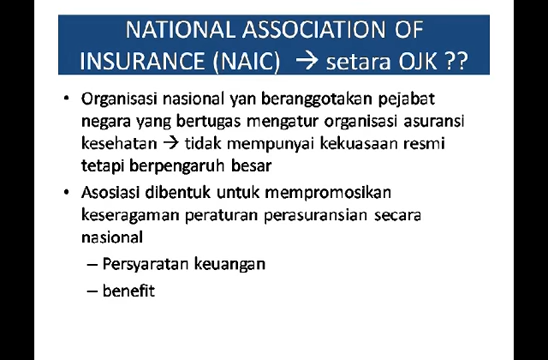 NATIONAL ASSOCIATION OF
INSURANCE (NAIC) → setara OJK ??
• Organisasi nasional yan beranggotakan pejabat
negara yang bertugas mengatur organisasi asuransi
kesehatan → tidak mempunyai kekuasaan resmi
tetapi berpengaruh besar
• Asosiasi dibentuk untuk mempromosikan
keseragaman peraturan perasuransian secara
nasional
– Persyaratan keuangan
– benefit